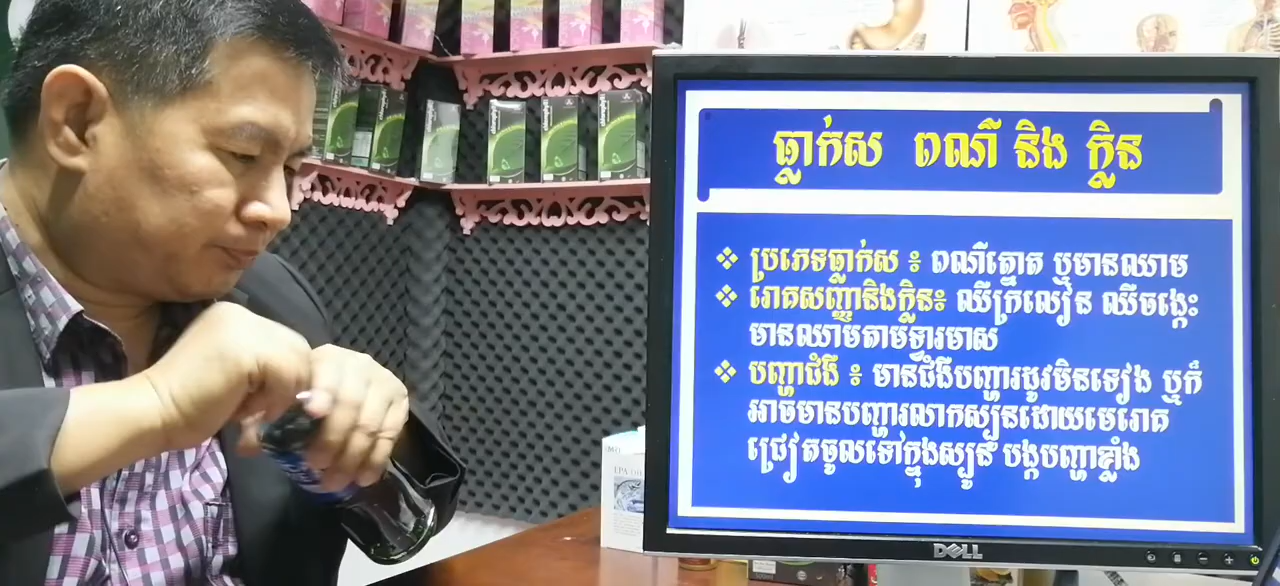 ធ្លាក់ស ពណ៌ និង ក្លិន
❖ ប្រភេទធ្លាក់ស ៖ ពណ៌ត្នោត ឬមានឈាម
❖ រោគសញ្ញានិងក្លិន៖ ឈឺក្រលៀន ឈឺចង្កេះ
មានឈាមតាមទ្វារមាស
❖ បញ្ហាជំងឺ ៖ មានជំងឺបញ្ហារដូវមិនទៀង ឬក៏
អាចមានបញ្ហារលាកស្បូនដោយមេរោគ
ជ្រៀតចូលទៅក្នុងស្បូន បង្កបញ្ហាខ្លាំង
DELL